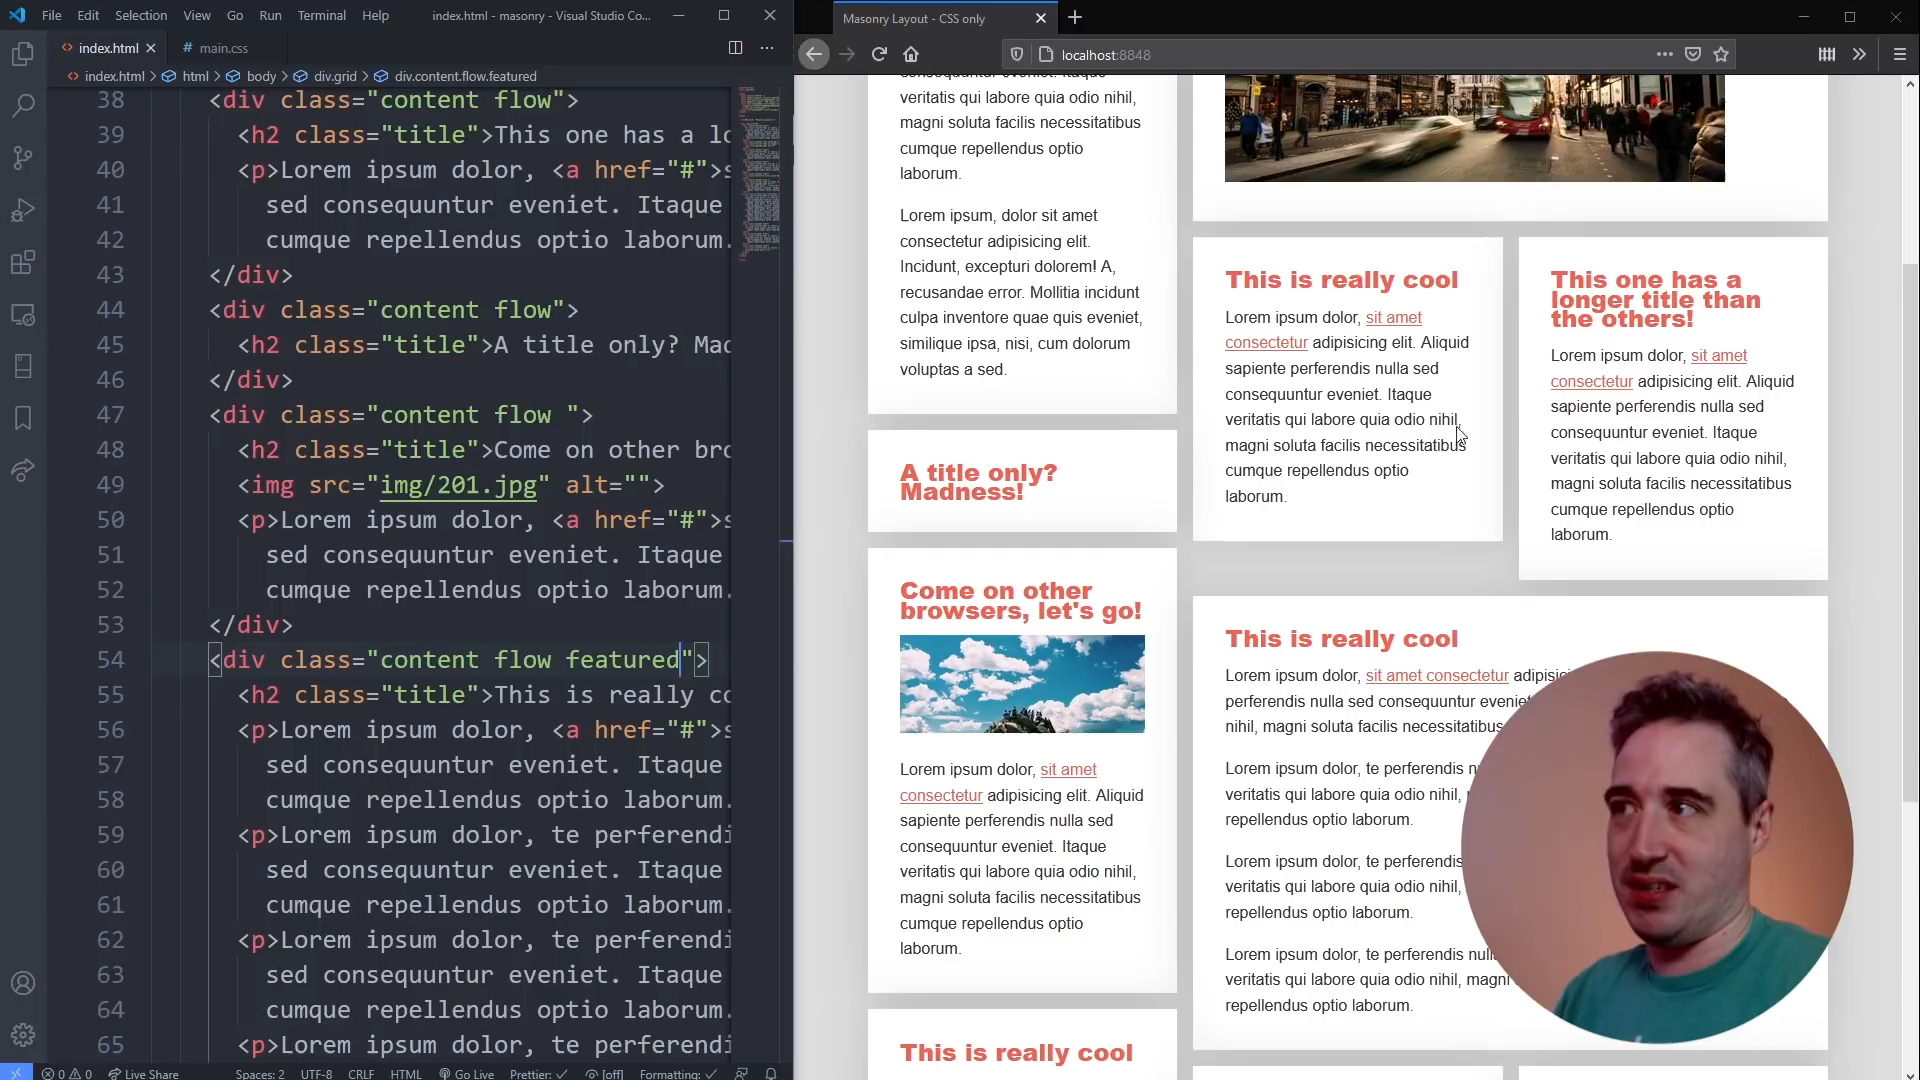 File Edit Selection View Go Run Terminal Help
index.html - masonry - Visual Studio Co...
index.html
# main.css
index.html > html > body > div.grid > div.content.flow.featured
38 <div class="content flow">
39 <h2 class="title">This one has a lo
40 <p>Lorem ipsum dolor, <a href="#">s
41 sed consequuntur eveniet. Itaque
42 cumque repellendus optio laborum.
43 </div>
44 <div class="content flow">
45 <h2 class="title">A title only? Mad
46 </div>
47 <div class="content flow ">
48 <h2 class="title">Come on other bro
49 <img src="img/201.jpg" alt="">
50 <p>Lorem ipsum dolor, <a href="#">s
51 sed consequuntur eveniet. Itaque
52 cumque repellendus optio laborum.
53 </div>
54 <div class="content flow featured">
55 <h2 class="title">This is really co
56 <p>Lorem ipsum dolor, <a href="#">s
57 sed consequuntur eveniet. Itaque
58 cumque repellendus optio laborum.
59 <p>Lorem ipsum dolor, te perferendi
60 sed consequuntur eveniet. Itaque
61 cumque repellendus optio laborum.
62 <p>Lorem ipsum dolor, te perferendi
63 sed consequuntur eveniet. Itaque
64 cumque repellendus optio laborum.
65 <p>Lorem ipsum dolor, te perferendi
0 0 Live Share Spaces: 2 UTF-8 CRLF HTML Go Live Prettier: ✓ [off] Formatting: ✓
Masonry Layout - CSS only
localhost:8848
veritatis qui labore quia odio nihil,
magni soluta facilis necessitatibus
cumque repellendus optio
laborum.
Lorem ipsum, dolor sit amet
consectetur adipisicing elit.
Incidunt, excepturi dolorem! A,
recusandae error. Mollitia incidunt
culpa inventore quae quis eveniet,
similique ipsa, nisi, cum dolorum
voluptas a sed.
A title only?
Madness!
Come on other
browsers, let's go!
Lorem ipsum dolor, sit amet
consectetur adipisicing elit. Aliquid
sapiente perferendis nulla sed
consequuntur eveniet. Itaque
veritatis qui labore quia odio nihil,
magni soluta facilis necessitatibus
cumque repellendus optio
laborum.
This is really cool
This is really cool
Lorem ipsum dolor, sit amet
consectetur adipisicing elit. Aliquid
sapiente perferendis nulla sed
consequuntur eveniet. Itaque
veritatis qui labore quia odio nihil,
magni soluta facilis necessitatibus
cumque repellendus optio
laborum.
This one has a
longer title than
the others!
Lorem ipsum dolor, sit amet
consectetur adipisicing elit. Aliquid
sapiente perferendis nulla sed
consequuntur eveniet. Itaque
veritatis qui labore quia odio nihil,
magni soluta facilis necessitatibus
cumque repellendus optio
laborum.
This is really cool
Lorem ipsum dolor, sit amet consectetur adipisic
perferendis nulla sed consequuntur eveniet
nihil, magni soluta facilis necessitatibus
Lorem ipsum dolor, te perferendis nu
veritatis qui labore quia odio nihil,
repellendus optio laborum.
Lorem ipsum dolor, te perferendis
veritatis qui labore quia odio nihil,
repellendus optio laborum.
Lorem ipsum dolor, te perferendis null
veritatis qui labore quia odio nihil, magni
repellendus optio laborum.